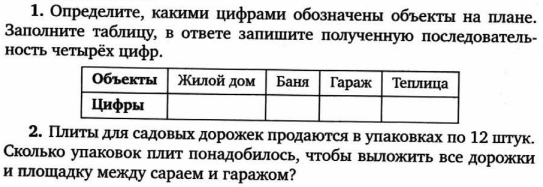 1. Определите, какими цифрами обозначены объекты на плане.
Заполните таблицу, в ответе запишите полученную последователь-
ность четырёх цифр.
Объекты Жилой дом Баня Гараж Теплица
Цифры
2. Плиты для садовых дорожек продаются в упаковках по 12 штук.
Сколько упаковок плит понадобилось, чтобы выложить все дорожки
и площадку между сараем и гаражом?